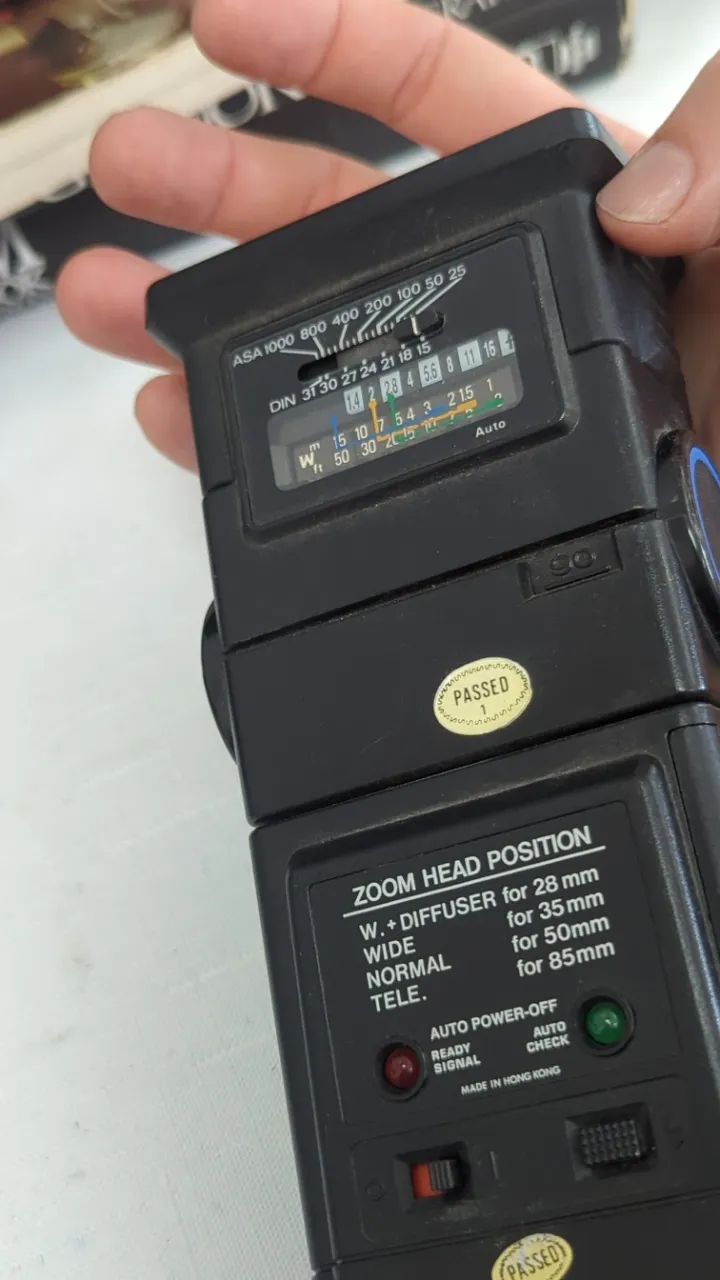 ASA 1000 800 400 200 100 50 25
DIN 31 30 27 24 21 18 15
1.4 2 2.8 4 5.6 8 11 16
m 15 10 7 5 4 3 2 1.5 1
W
ft 50 30 20 15
Auto
90
PASSED
1
ZOOM HEAD POSITION
W.+DIFFUSER for 28mm
WIDE for 35mm
NORMAL for 50mm
TELE. for 85mm
AUTO POWER-OFF
READY SIGNAL
AUTO CHECK
MADE IN HONG KONG
PASSED